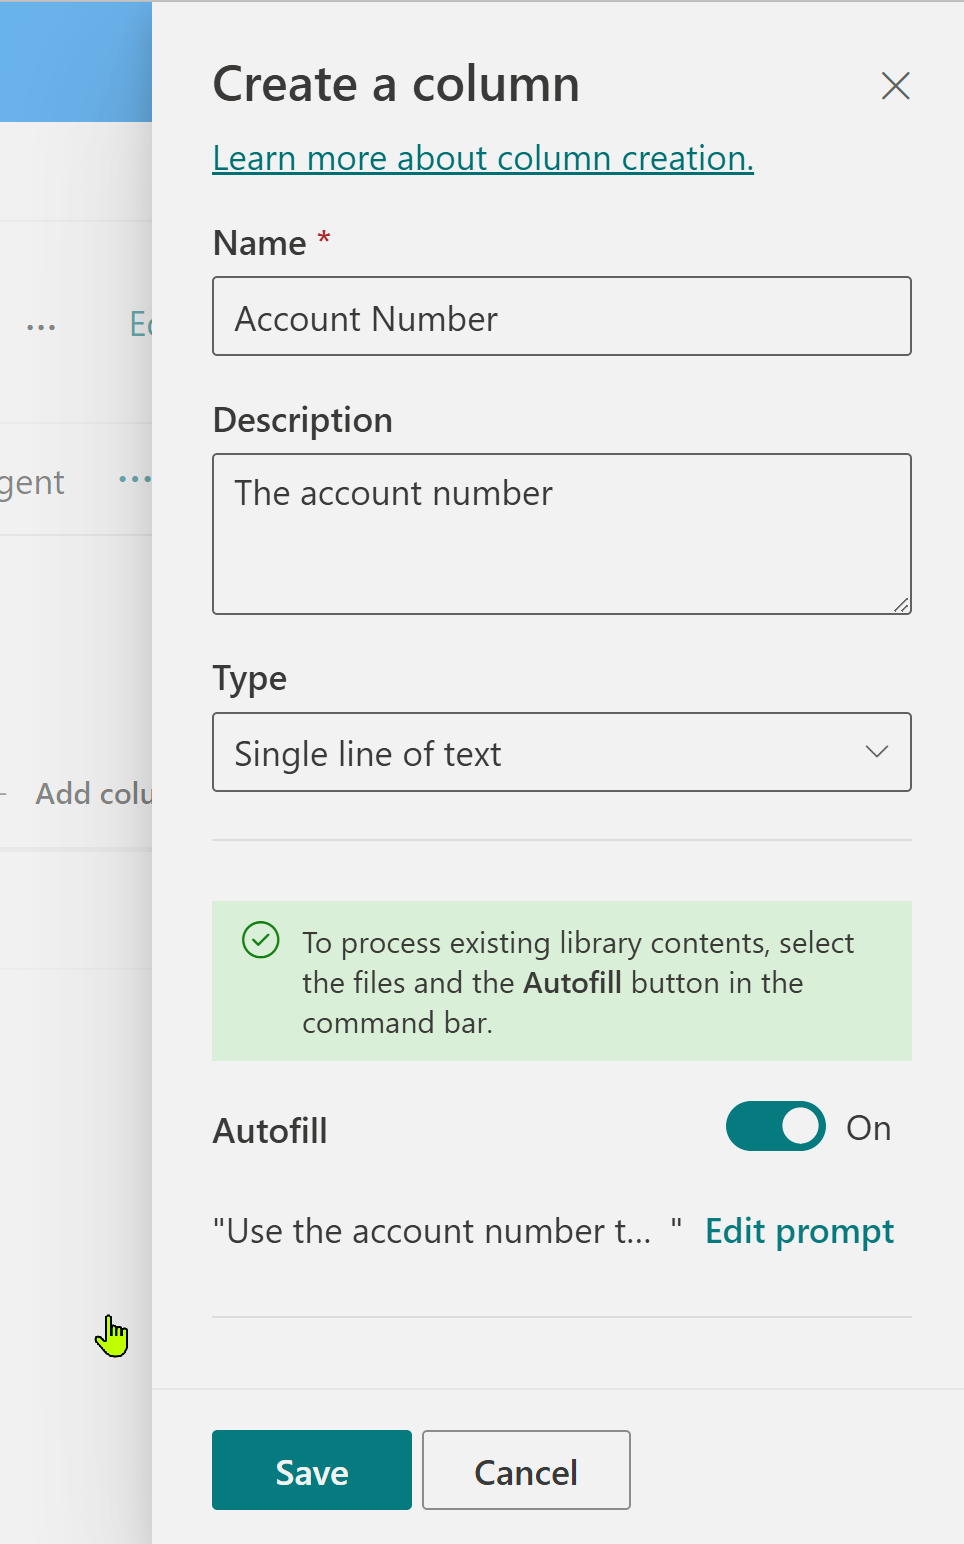 Create a column
Learn more about column creation.
Name *
Account Number
Description
The account number
Type
Single line of text
To process existing library contents, select
the files and the Autofill button in the
command bar.
Autofill
On
"Use the account number t... " Edit prompt
Save
Cancel
...
gent ...
Add